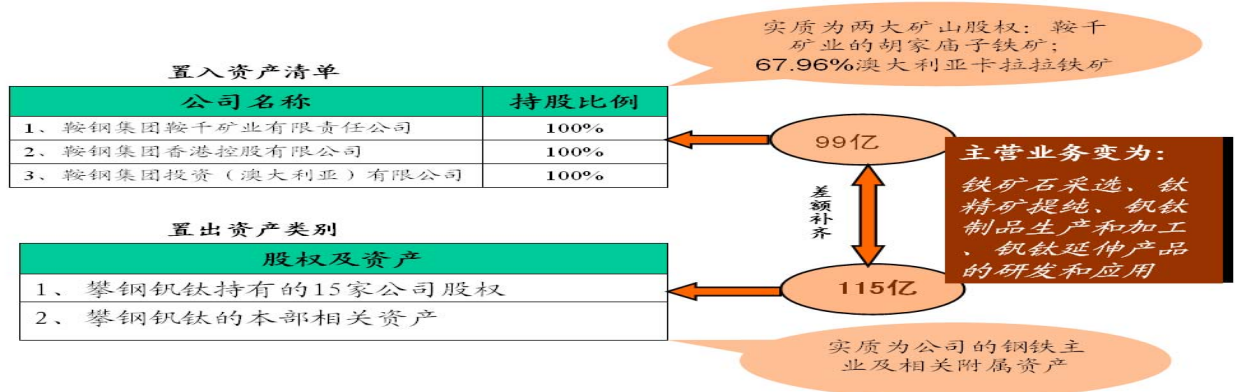 实质为两大矿山股权：鞍千
矿业的胡家庙子铁矿；
67.96%澳大利亚卡拉拉铁矿
置入资产清单
公司名称 持股比例
1、鞍钢集团鞍千矿业有限责任公司 100%
2、鞍钢集团香港控股有限公司 100%
3、鞍钢集团投资（澳大利亚）有限公司 100%
99亿
差额补齐
主营业务变为：
铁矿石采选、钛
精矿提纯、钒钛
制品生产和加工
、钒钛延伸产品
的研发和应用
置出资产类别
股权及资产
1、攀钢钒钛持有的15家公司股权
2、攀钢钒钛的本部相关资产
115亿
实质为公司的钢铁主
业及相关附属资产